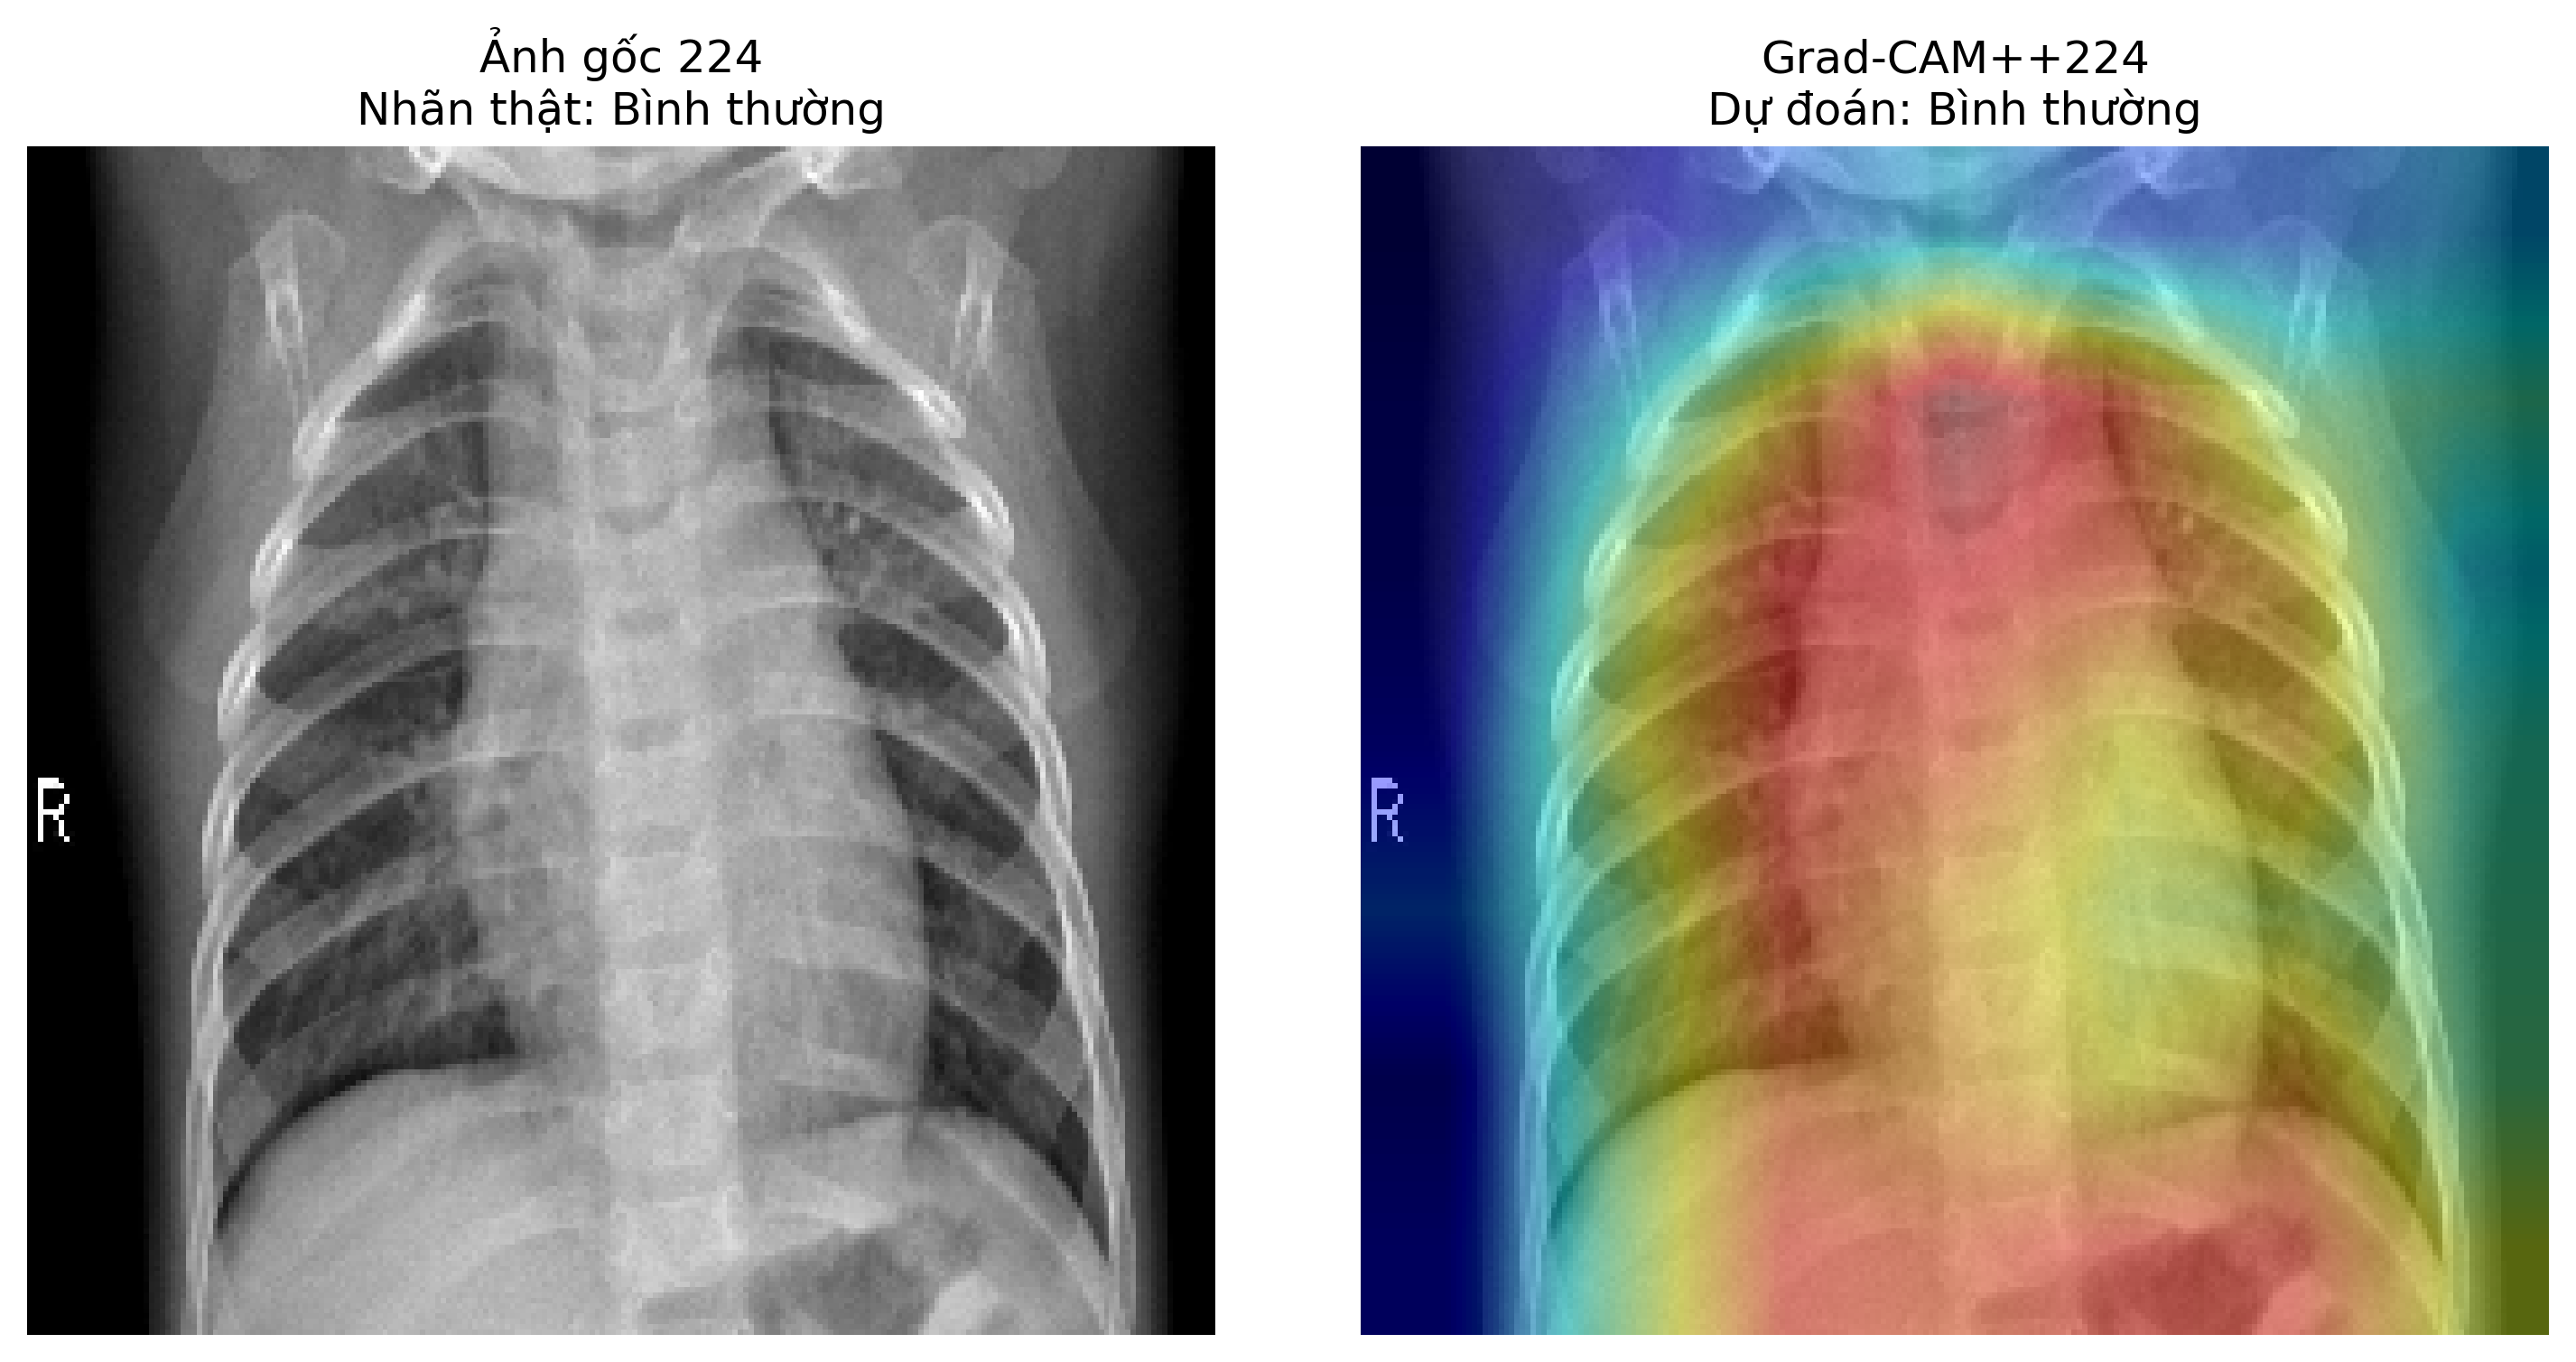 Ảnh gốc 224
Nhãn thật: Bình thường
Grad-CAM++224
Dự đoán: Bình thường
R
R